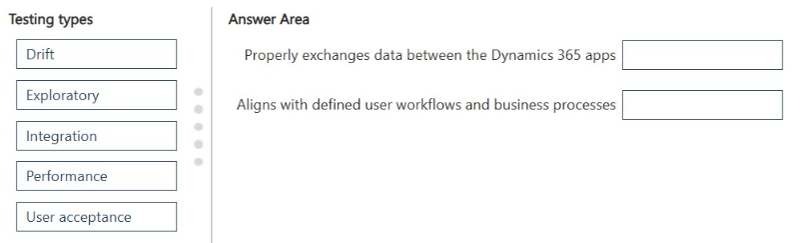 Testing types
Drift
Exploratory
Integration
Performance
User acceptance
Answer Area
Properly exchanges data between the Dynamics 365 apps
Aligns with defined user workflows and business processes